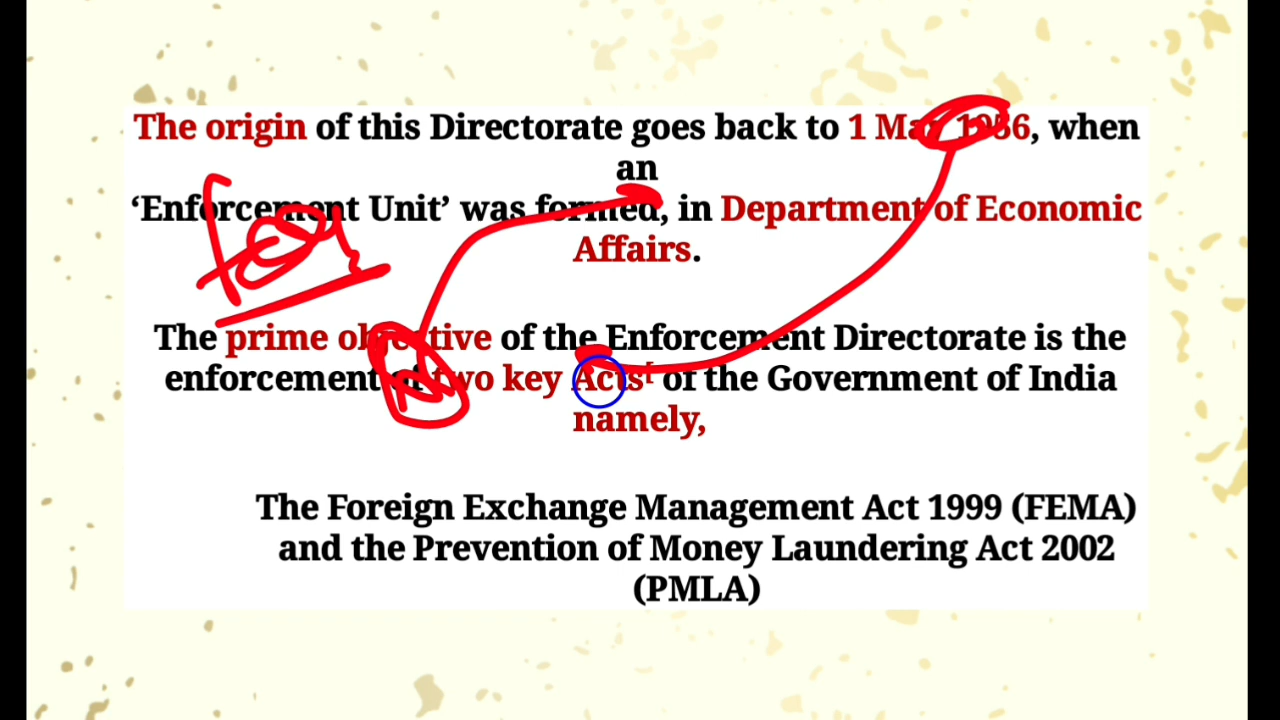 The origin of this Directorate goes back to 1 May 1956, when
an
‘Enforcement Unit’ was formed, in Department of Economic
Affairs.
The prime objective of the Enforcement Directorate is the
enforcement of two key Acts[ of the Government of India
namely,
The Foreign Exchange Management Act 1999 (FEMA)
and the Prevention of Money Laundering Act 2002
(PMLA)